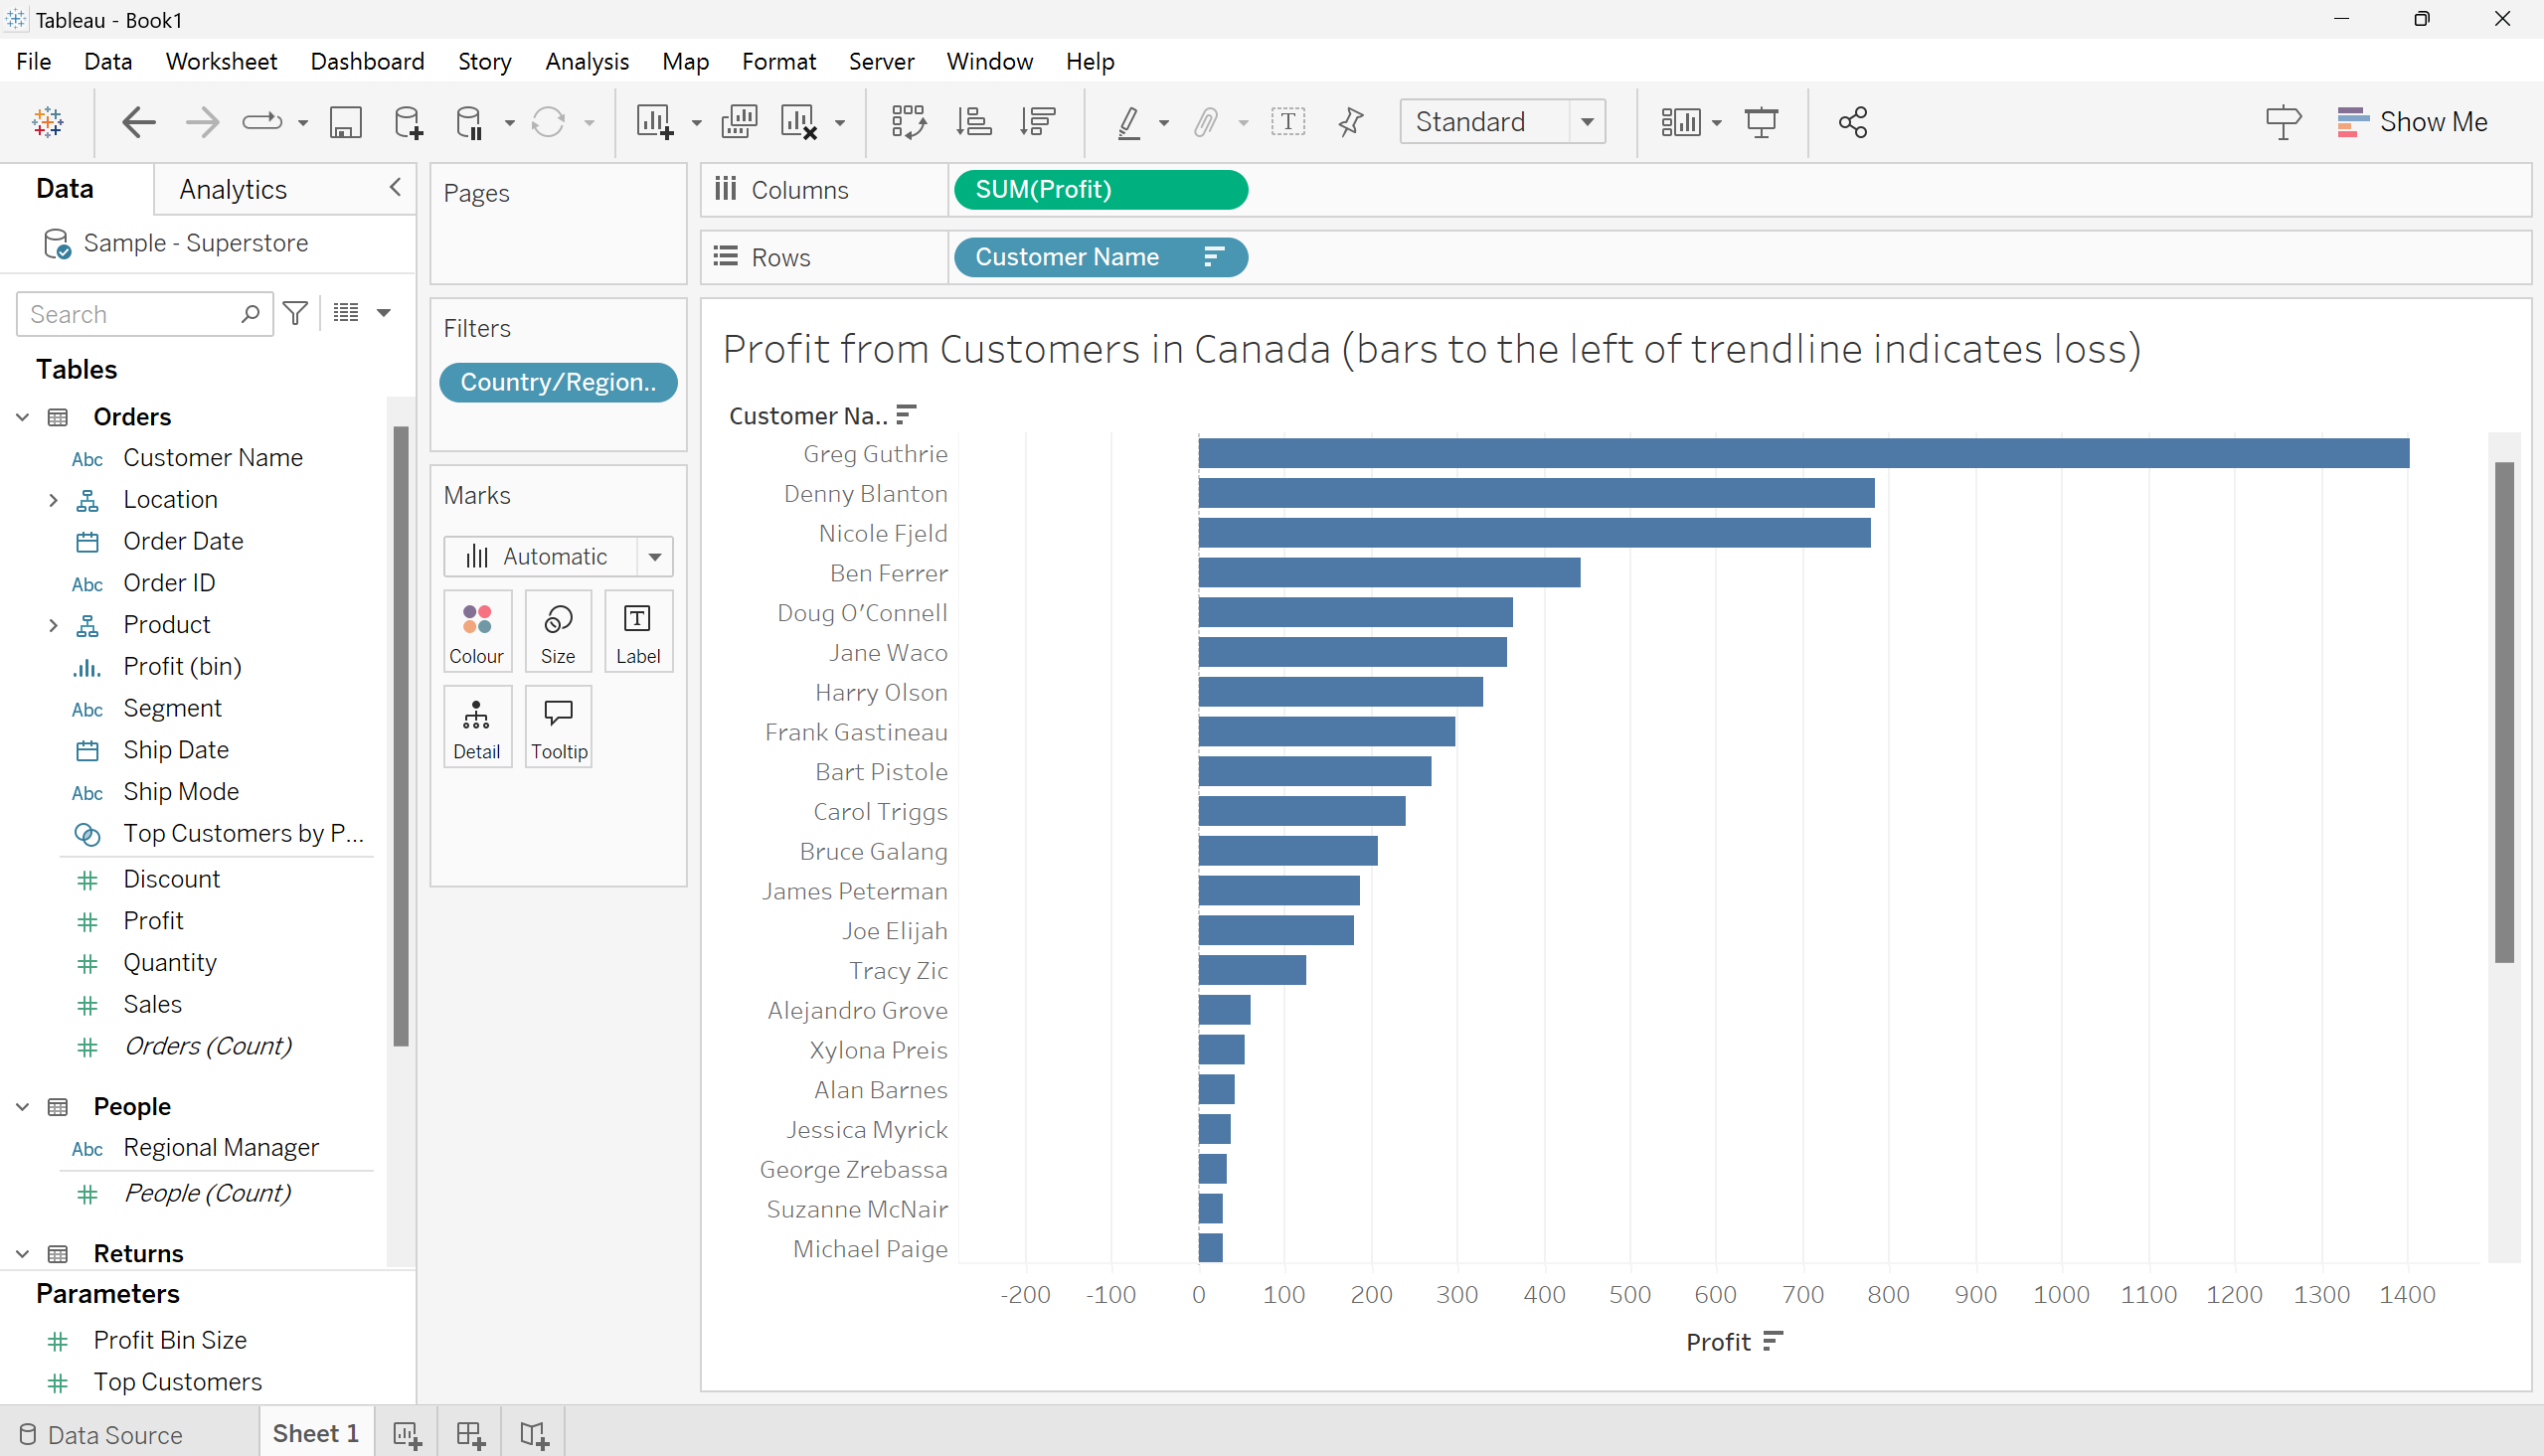 Tableau - Book1
File Data Worksheet Dashboard Story Analysis Map Format Server Window Help
Standard
Show Me
Data
Analytics
Sample - Superstore
Search
Tables
Orders
Abc Customer Name
Location
Order Date
Abc Order ID
Product
Profit (bin)
Abc Segment
Ship Date
Abc Ship Mode
Top Customers by P...
Discount
Profit
Quantity
Sales
Orders (Count)
People
Abc Regional Manager
People (Count)
Returns
Parameters
Profit Bin Size
Top Customers
Pages
Filters
Country/Region..
Marks
Automatic
Colour Size Label
Detail Tooltip
Columns SUM(Profit)
Rows Customer Name
Profit from Customers in Canada (bars to the left of trendline indicates loss)
Customer Na..
Greg Guthrie
Denny Blanton
Nicole Fjeld
Ben Ferrer
Doug O'Connell
Jane Waco
Harry Olson
Frank Gastineau
Bart Pistole
Carol Triggs
Bruce Galang
James Peterman
Joe Elijah
Tracy Zic
Alejandro Grove
Xylona Preis
Alan Barnes
Jessica Myrick
George Zrebassa
Suzanne McNair
Michael Paige
-200 -100 0 100 200 300 400 500 600 700 800 900 1000 1100 1200 1300 1400
Profit
Data Source
Sheet 1